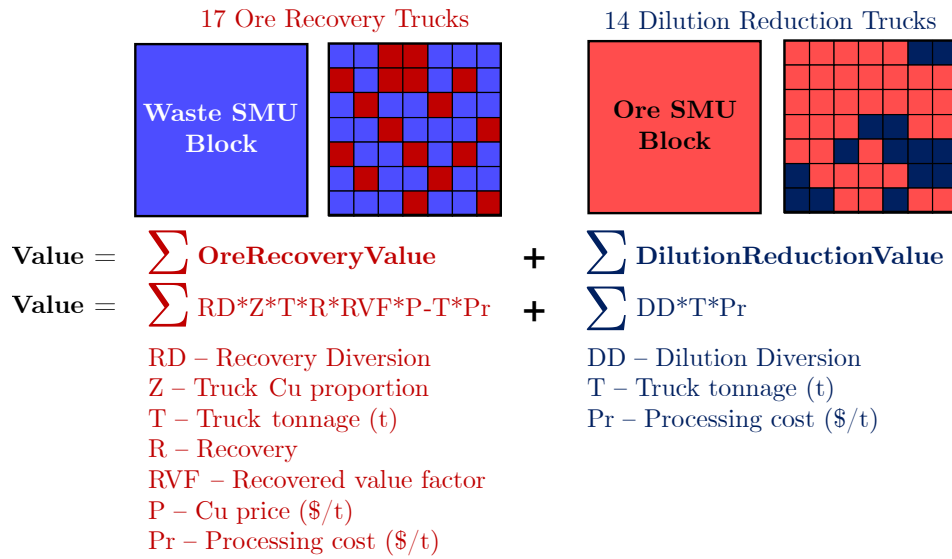 17 Ore Recovery Trucks
14 Dilution Reduction Trucks
Waste SMU
Block
Ore SMU
Block
Value = ∑ OreRecoveryValue + ∑ DilutionReductionValue
Value = ∑ RD*Z*T*R*RVF*P-T*Pr + ∑ DD*T*Pr
RD – Recovery Diversion
Z – Truck Cu proportion
T – Truck tonnage (t)
R – Recovery
RVF – Recovered value factor
P – Cu price ($/t)
Pr – Processing cost ($/t)
DD – Dilution Diversion
T – Truck tonnage (t)
Pr – Processing cost ($/t)